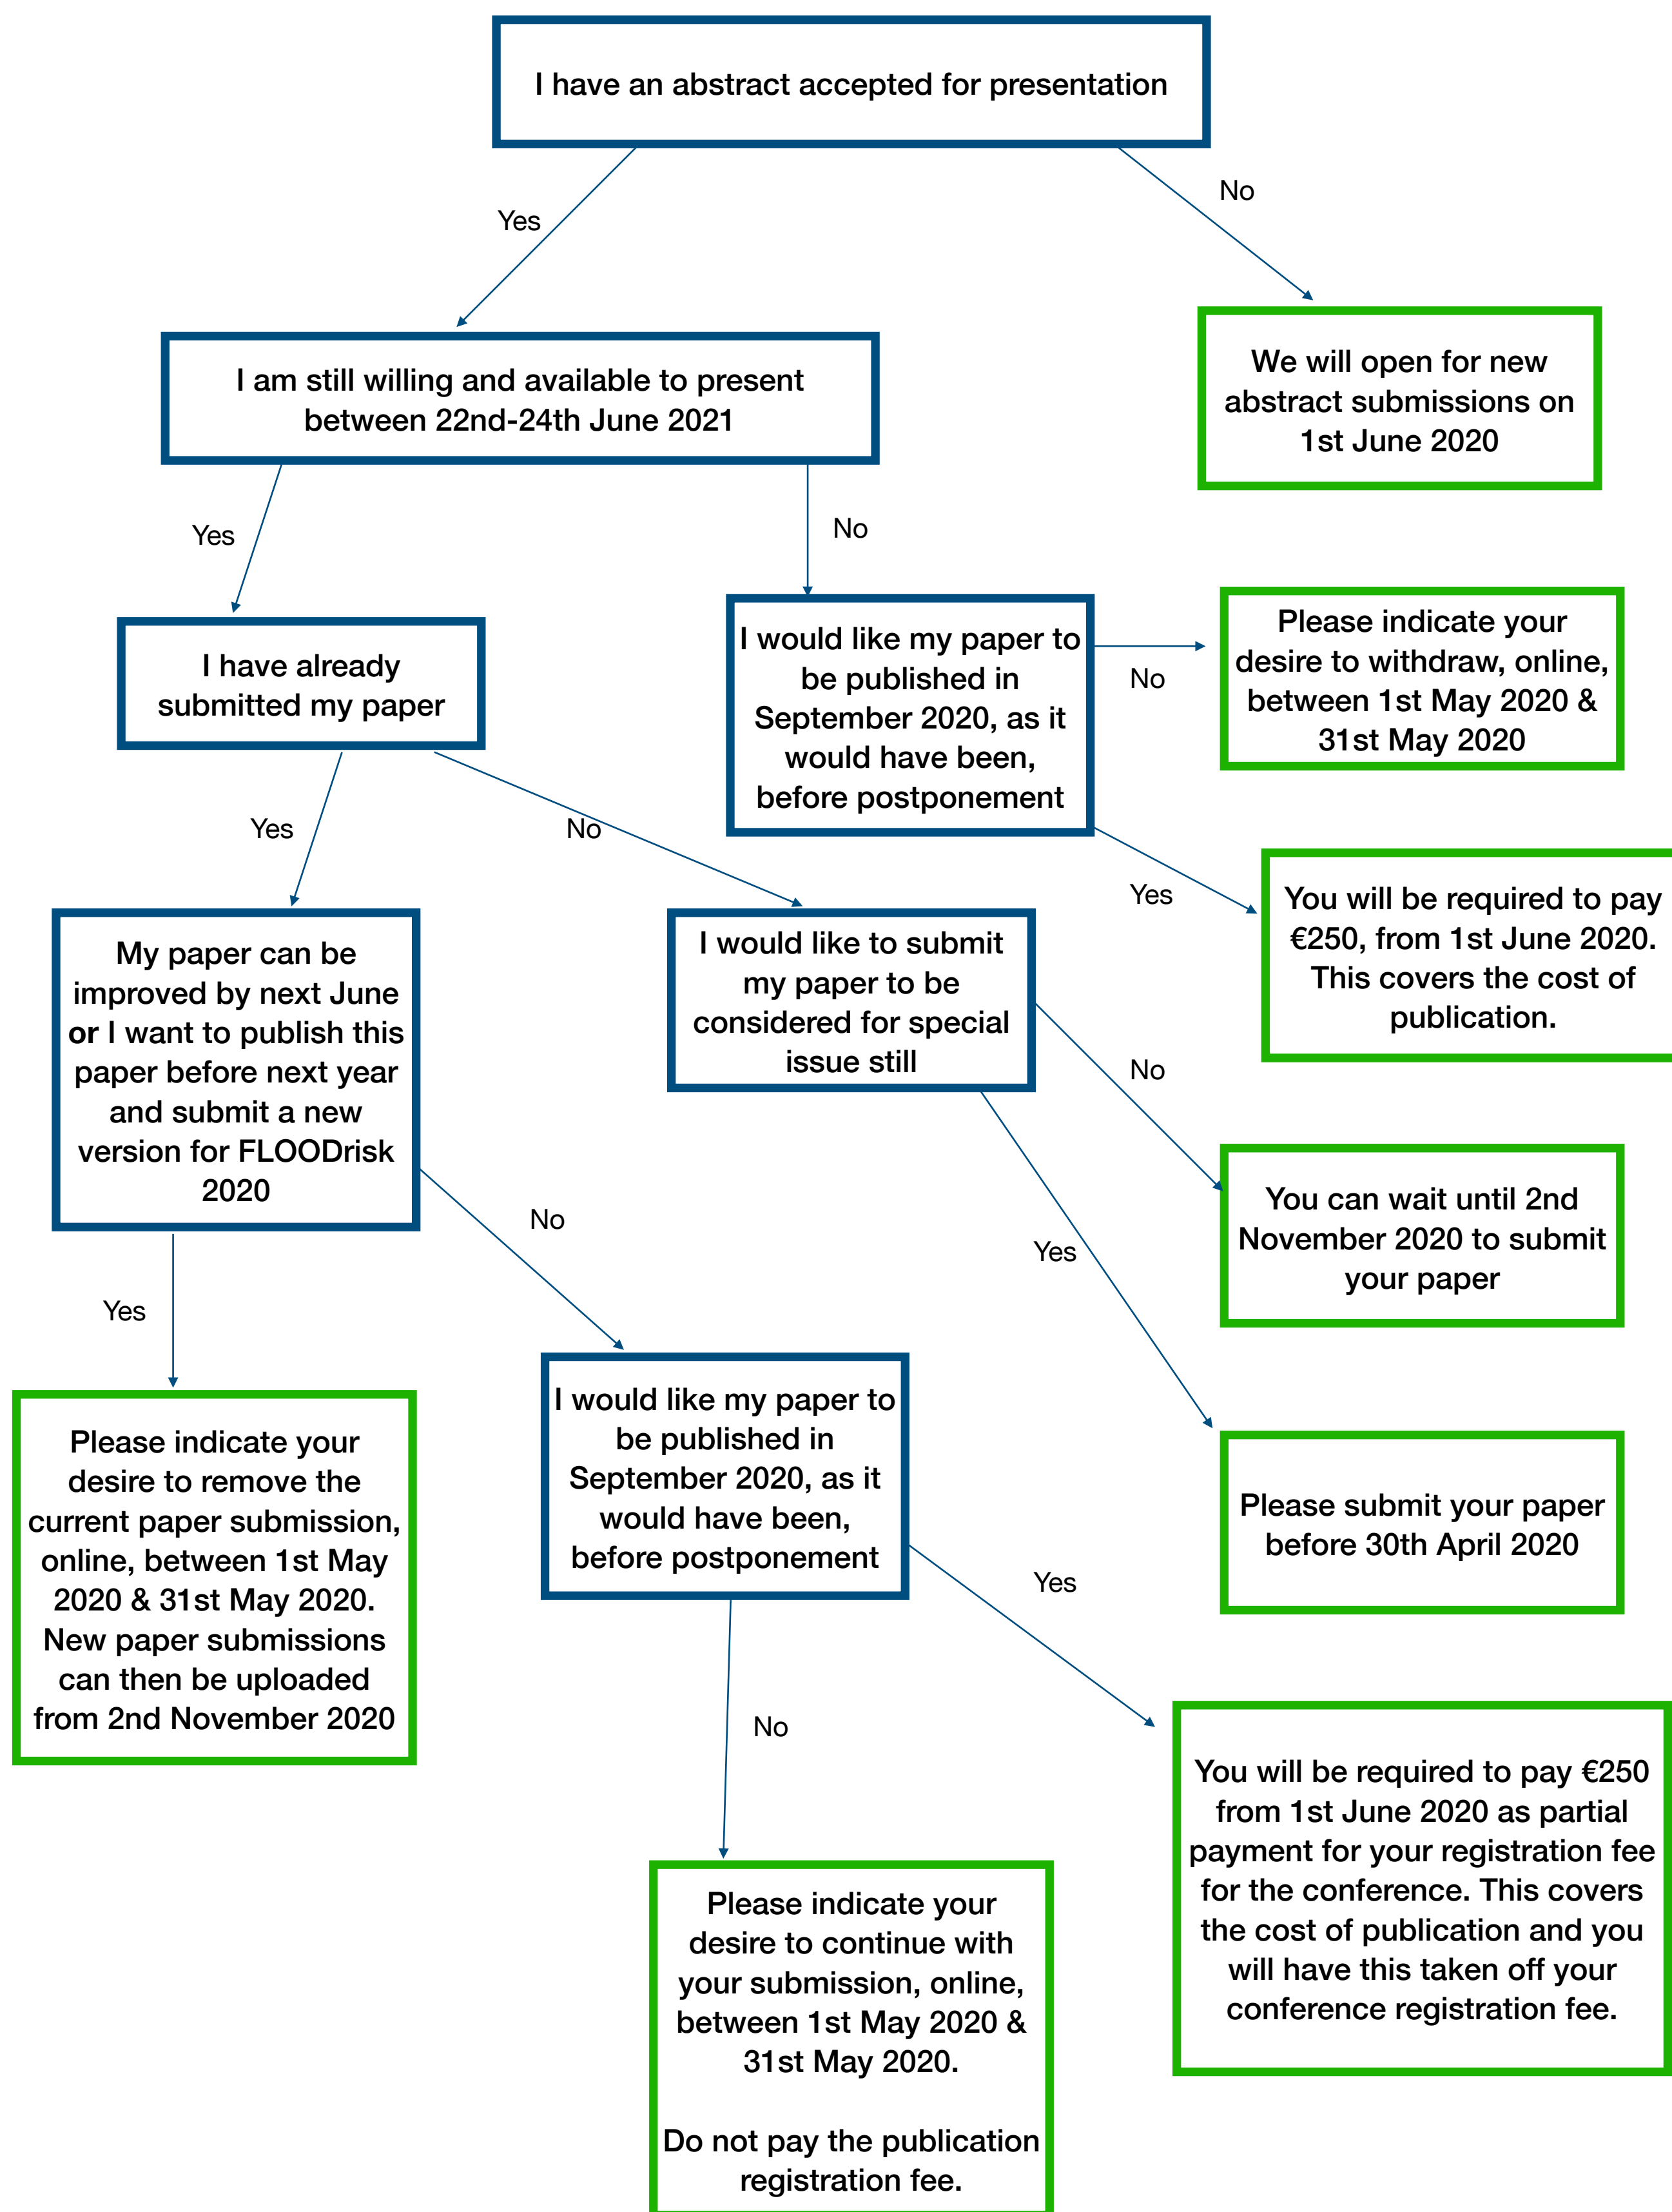 I have an abstract accepted for presentation
No
Yes
We will open for new
abstract submissions on
1st June 2020
I am still willing and available to present
between 22nd-24th June 2021
Yes
No
I would like my paper to
be published in
September 2020, as it
would have been,
before postponement
No
Please indicate your
desire to withdraw, online,
between 1st May 2020 &
31st May 2020
I have already
submitted my paper
Yes
No
Yes
You will be required to pay
€250, from 1st June 2020.
This covers the cost of
publication.
My paper can be
improved by next June
or I want to publish this
paper before next year
and submit a new
version for FLOODrisk
2020
I would like to submit
my paper to be
considered for special
issue still
No
You can wait until 2nd
November 2020 to submit
your paper
No
Yes
Yes
Please indicate your
desire to remove the
current paper submission,
online, between 1st May
2020 & 31st May 2020.
New paper submissions
can then be uploaded
from 2nd November 2020
I would like my paper to
be published in
September 2020, as it
would have been,
before postponement
Please submit your paper
before 30th April 2020
Yes
No
You will be required to pay €250
from 1st June 2020 as partial
payment for your registration fee
for the conference. This covers
the cost of publication and you
will have this taken off your
conference registration fee.
Please indicate your
desire to continue with
your submission, online,
between 1st May 2020 &
31st May 2020.
Do not pay the publication
registration fee.